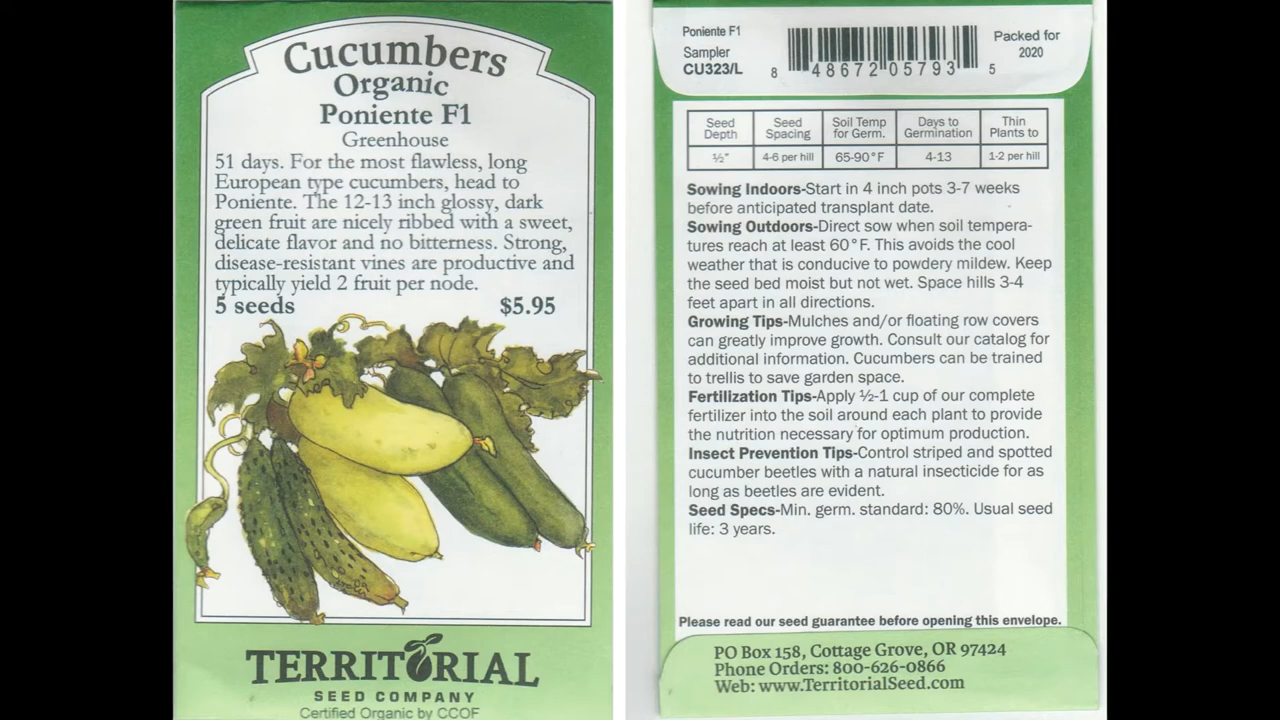 Cucumbers
Organic
Poniente F1
Greenhouse
51 days. For the most flawless, long
European type cucumbers, head to
Poniente. The 12-13 inch glossy, dark
green fruit are nicely ribbed with a sweet,
delicate flavor and no bitterness. Strong,
disease-resistant vines are productive and
typically yield 2 fruit per node.
5 seeds $5.95
TERRITORIAL
SEED COMPANY
Certified Organic by CCOF
Poniente F1
Sampler
CU323/L
8 48672 05793 5
Packed for
2020
Seed Depth Seed Spacing Soil Temp for Germ. Days to Germination Thin Plants to
½" 4-6 per hill 65-90°F 4-13 1-2 per hill
Sowing Indoors-Start in 4 inch pots 3-7 weeks
before anticipated transplant date.
Sowing Outdoors-Direct sow when soil tempera-
tures reach at least 60°F. This avoids the cool
weather that is conducive to powdery mildew. Keep
the seed bed moist but not wet. Space hills 3-4
feet apart in all directions.
Growing Tips-Mulches and/or floating row covers
can greatly improve growth. Consult our catalog for
additional information. Cucumbers can be trained
to trellis to save garden space.
Fertilization Tips-Apply ½-1 cup of our complete
fertilizer into the soil around each plant to provide
the nutrition necessary for optimum production.
Insect Prevention Tips-Control striped and spotted
cucumber beetles with a natural insecticide for as
long as beetles are evident.
Seed Specs-Min. germ. standard: 80%. Usual seed
life: 3 years.
Please read our seed guarantee before opening this envelope.
PO Box 158, Cottage Grove, OR 97424
Phone Orders: 800-626-0866
Web: www.TerritorialSeed.com